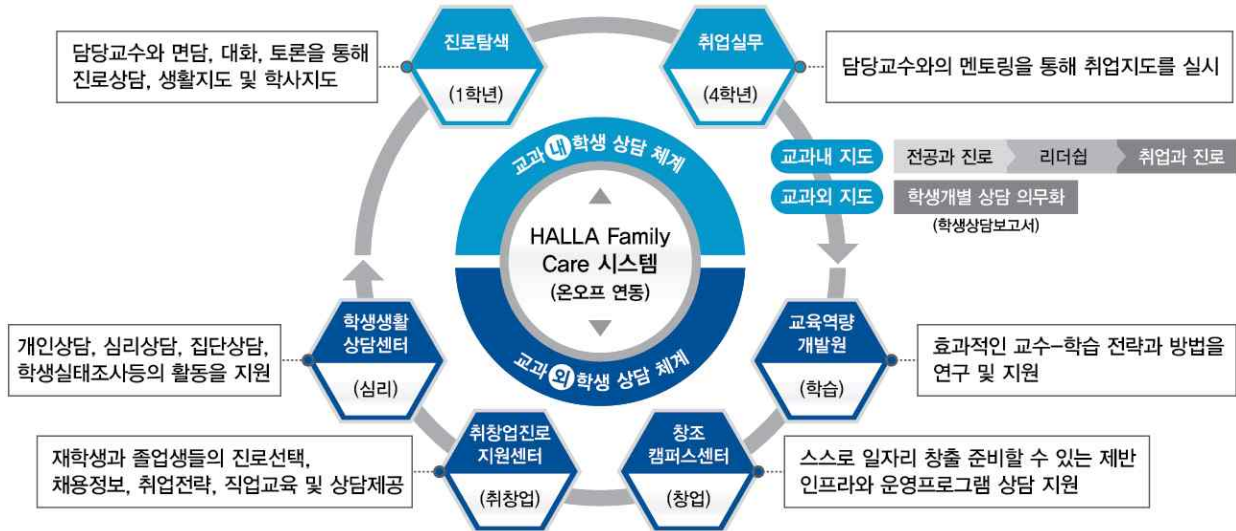 진로탐색
(1학년)
담당교수와 면담, 대화, 토론을 통해
진로상담, 생활지도 및 학사지도
취업실무
(4학년)
담당교수와의 멘토링을 통해 취업지도를 실시
교과내 지도
전공과 진로
리더쉽
취업과 진로
교과외 지도
학생개별 상담 의무화
(학생상담보고서)
교과내학생 상담 체계
HALLA Family
Care 시스템
(온오프 연동)
교과외학생 상담 체계
학생생활
상담센터
(심리)
개인상담, 심리상담, 집단상담,
학생실태조사등의 활동을 지원
교육역량
개발원
(학습)
효과적인 교수-학습 전략과 방법을
연구 및 지원
취창업진로
지원센터
(취창업)
재학생과 졸업생들의 진로선택,
채용정보, 취업전략, 직업교육 및 상담제공
창조
캠퍼스센터
(창업)
스스로 일자리 창출 준비할 수 있는 제반
인프라와 운영프로그램 상담 지원